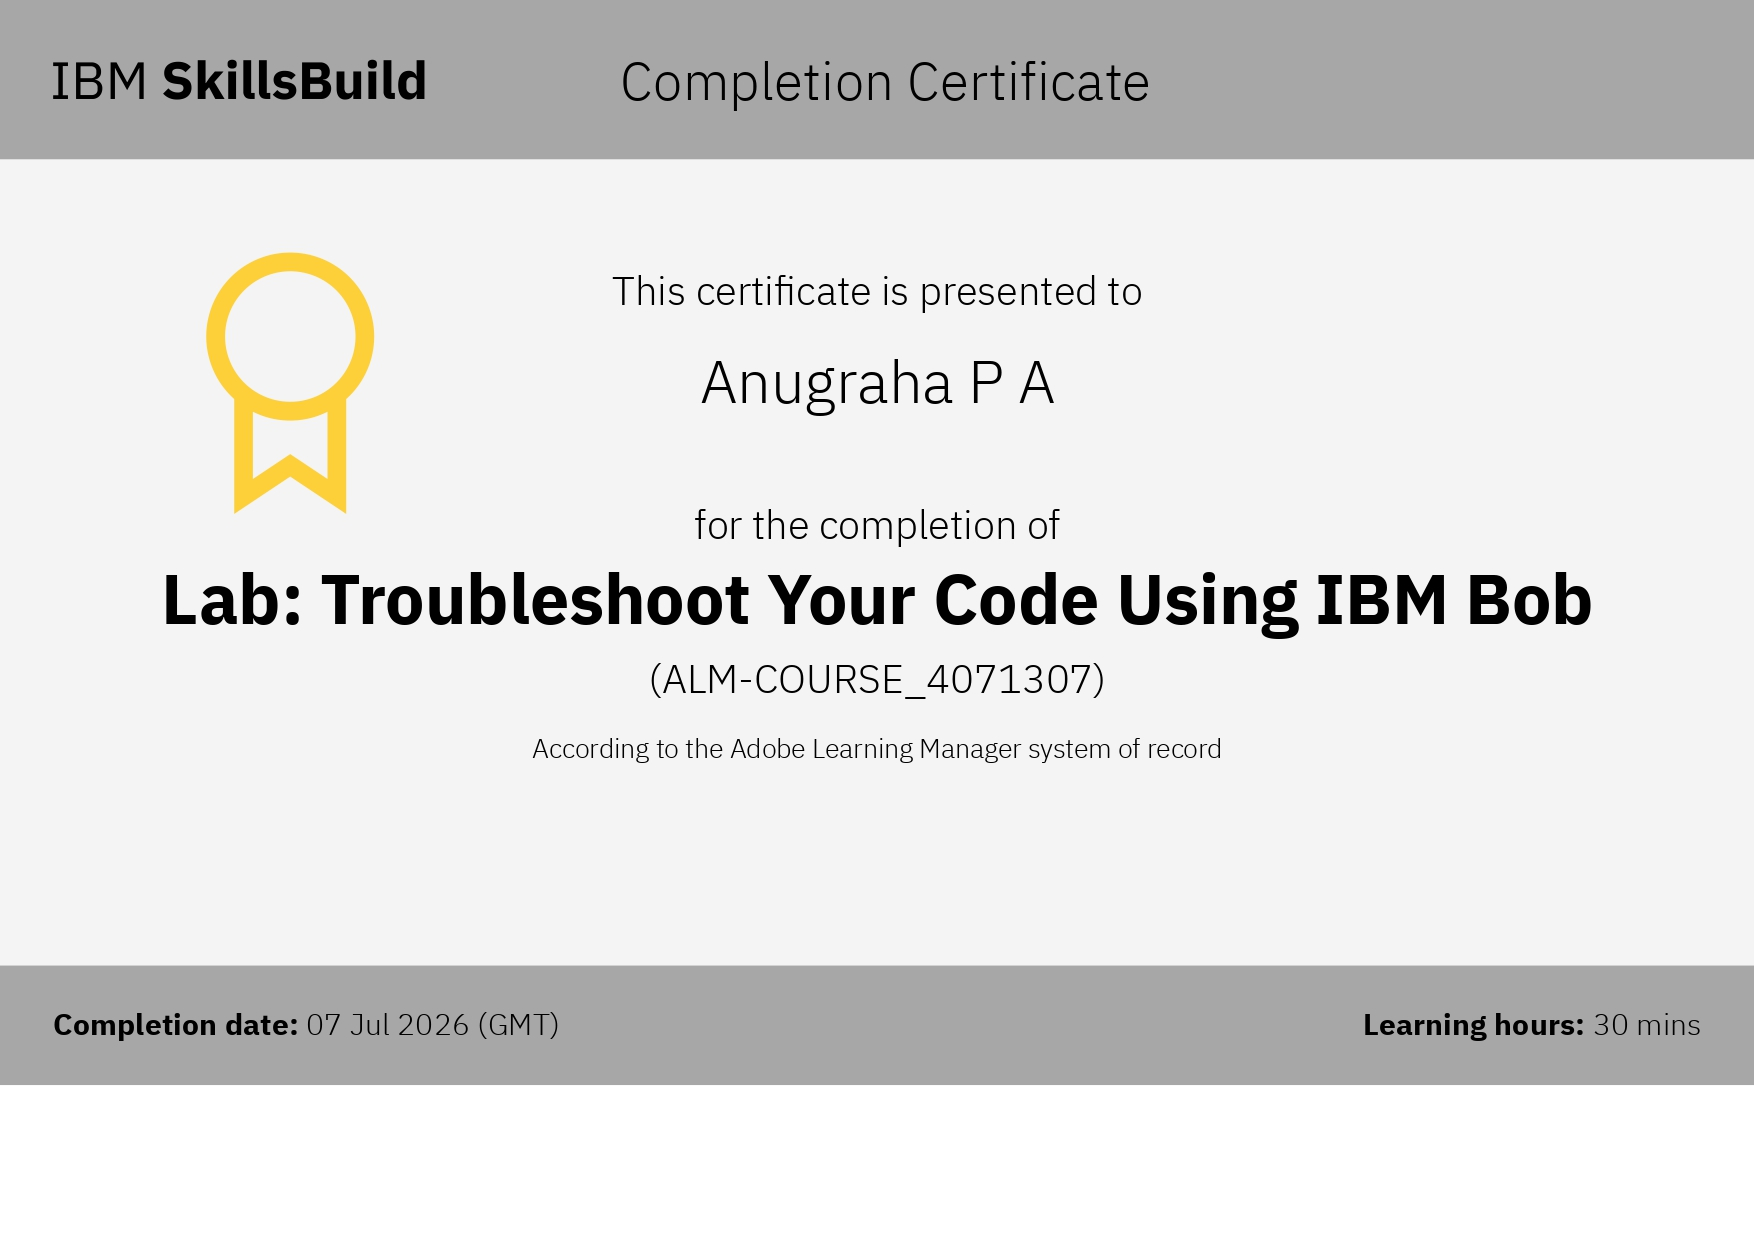 IBM SkillsBuild
Completion Certificate
This certificate is presented to
Anugraha P A
for the completion of
Lab: Troubleshoot Your Code Using IBM Bob
(ALM-COURSE_4071307)
According to the Adobe Learning Manager system of record
Completion date: 07 Jul 2026 (GMT)
Learning hours: 30 mins